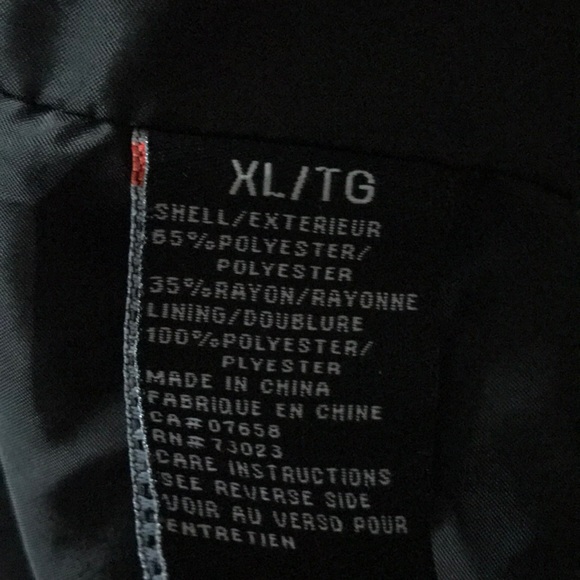 XL/TG
SHELL/EXTERIEUR
65%POLYESTER/
POLYESTER
35%RAYON/RAYONNE
LINING/DOUBLURE
100%POLYESTER/
PLYESTER
MADE IN CHINA
FABRIQUE EN CHINE
CA#07658
RN#73023
CARE INSTRUCTIONS
SEE REVERSE SIDE
VOIR AU VERSO POUR
ENTRETIEN